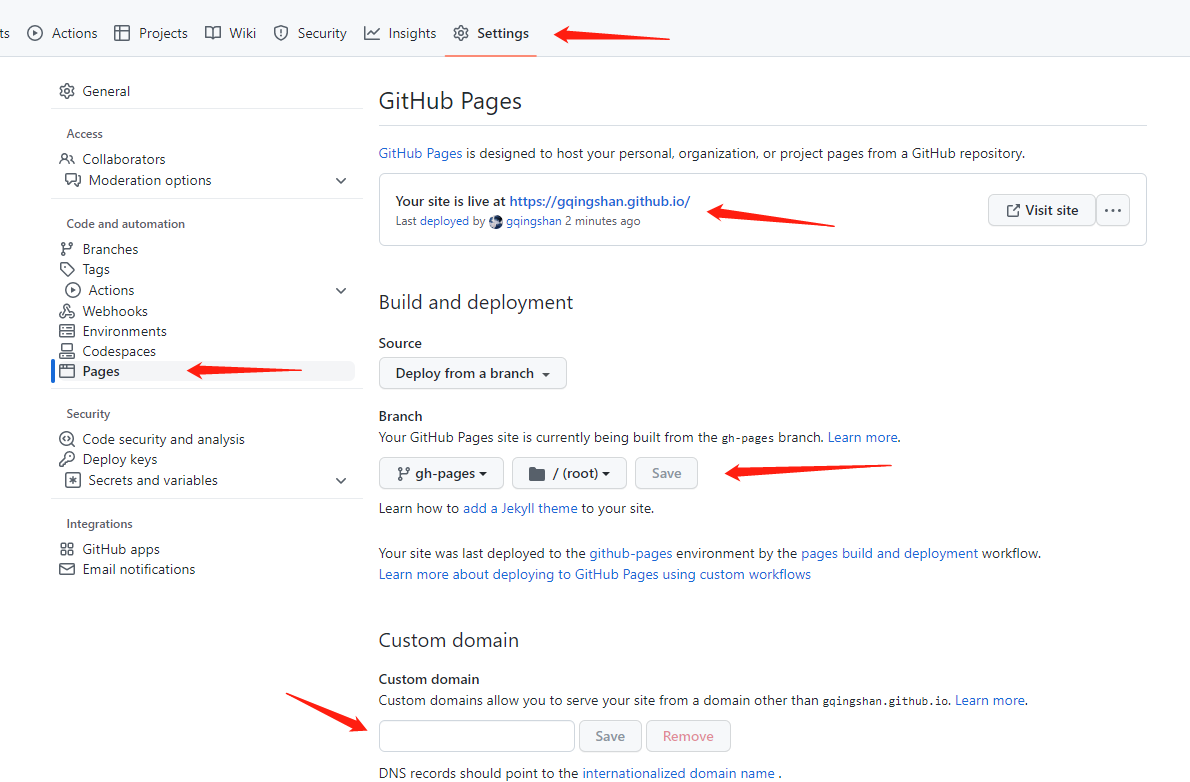 ts Actions Projects Wiki Security Insights Settings
General
Access
Collaborators
Moderation options
Code and automation
Branches
Tags
Actions
Webhooks
Environments
Codespaces
Pages
Security
Code security and analysis
Deploy keys
Secrets and variables
Integrations
GitHub apps
Email notifications
GitHub Pages
GitHub Pages is designed to host your personal, organization, or project pages from a GitHub repository.
Your site is live at https://gqingshan.github.io/
Last deployed by gqingshan 2 minutes ago
Visit site
Build and deployment
Source
Deploy from a branch
Branch
Your GitHub Pages site is currently being built from the gh-pages branch. Learn more.
gh-pages / (root) Save
Learn how to add a Jekyll theme to your site.
Your site was last deployed to the github-pages environment by the pages build and deployment workflow.
Learn more about deploying to GitHub Pages using custom workflows
Custom domain
Custom domain
Custom domains allow you to serve your site from a domain other than gqingshan.github.io. Learn more.
Save Remove
DNS records should point to the internationalized domain name .